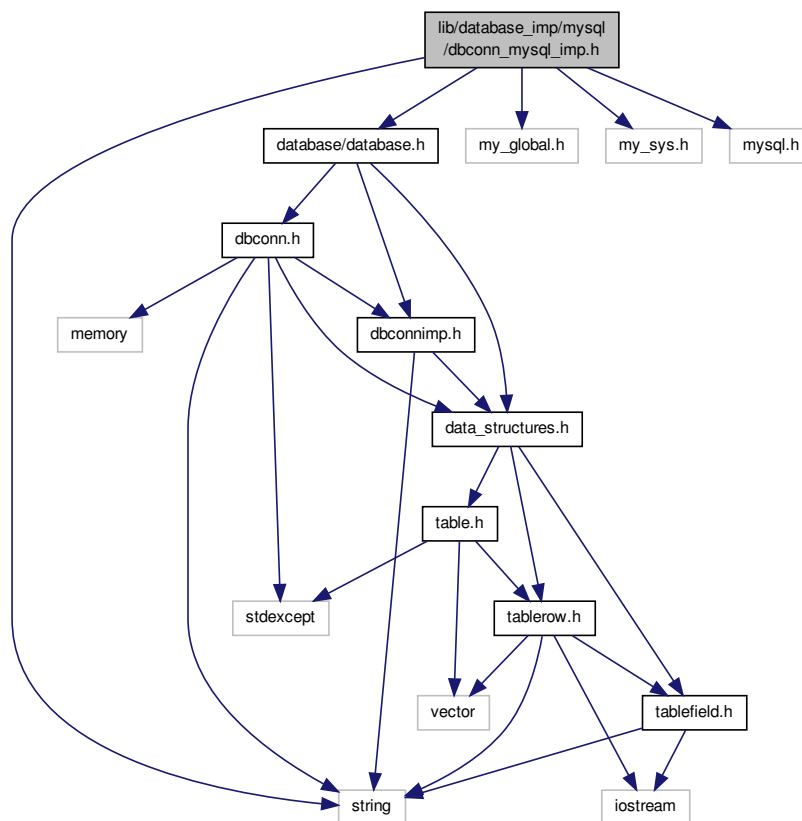 lib/database_imp/mysql
/dbconn_mysql_imp.h
database/database.h
my_global.h
my_sys.h
mysql.h
dbconn.h
memory
dbconnimp.h
data_structures.h
table.h
stdexcept
tablerow.h
vector
tablefield.h
string
iostream